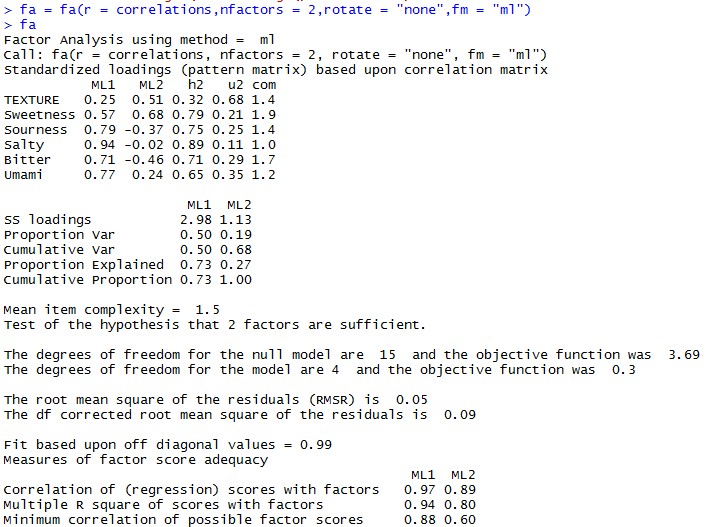 > fa = fa(r = correlations,nfactors = 2,rotate = "none",fm = "ml")
> fa
Factor Analysis using method =  ml
Call: fa(r = correlations, nfactors = 2, rotate = "none", fm = "ml")
Standardized loadings (pattern matrix) based upon correlation matrix
ML1 ML2 h2 u2 com
TEXTURE 0.25 0.51 0.32 0.68 1.4
Sweetness 0.57 0.68 0.79 0.21 1.9
Sourness 0.79 -0.37 0.75 0.25 1.4
Salty 0.94 -0.02 0.89 0.11 1.0
Bitter 0.71 -0.46 0.71 0.29 1.7
Umami 0.77 0.24 0.65 0.35 1.2
ML1 ML2
SS loadings 2.98 1.13
Proportion Var 0.50 0.19
Cumulative Var 0.50 0.68
Proportion Explained 0.73 0.27
Cumulative Proportion 0.73 1.00
Mean item complexity =  1.5
Test of the hypothesis that 2 factors are sufficient.
The degrees of freedom for the null model are  15  and the objective function was  3.69
The degrees of freedom for the model are 4  and the objective function was  0.3
The root mean square of the residuals (RMSR) is  0.05
The df corrected root mean square of the residuals is  0.09
Fit based upon off diagonal values = 0.99
Measures of factor score adequacy
ML1 ML2
Correlation of (regression) scores with factors 0.97 0.89
Multiple R square of scores with factors 0.94 0.80
Minimum correlation of possible factor scores 0.88 0.60